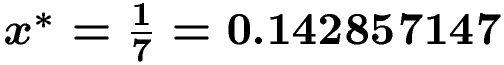 x* = 1/7 = 0.142857147